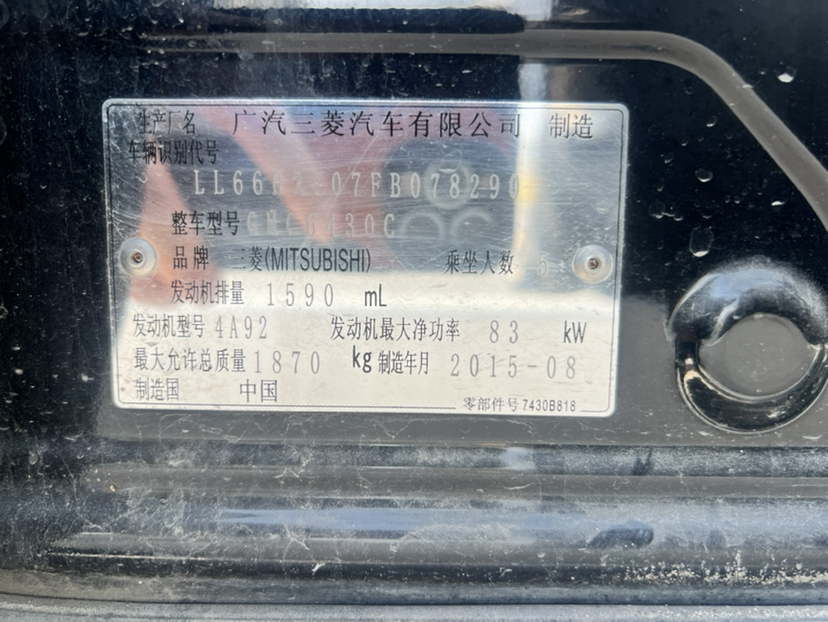 生产厂名 广汽三菱汽车有限公司 制造
车辆识别代号
整车型号 GMC6430C
品牌 三菱(MITSUBISHI) 乘坐人数 5
发动机排量 1590 mL
发动机型号 4A92 发动机最大净功率 83 kW
最大允许总质量 1870 kg 制造年月 2015-08
制造国 中国
零部件号 7430B818